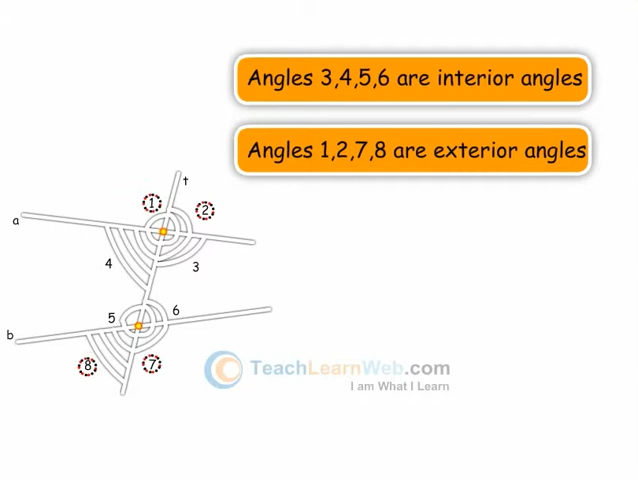 Angles 3,4,5,6 are interior angles
Angles 1,2,7,8 are exterior angles
t
1
2
a
4
3
5
6
b
8
7
TeachLearnWeb.com
I am What I Learn